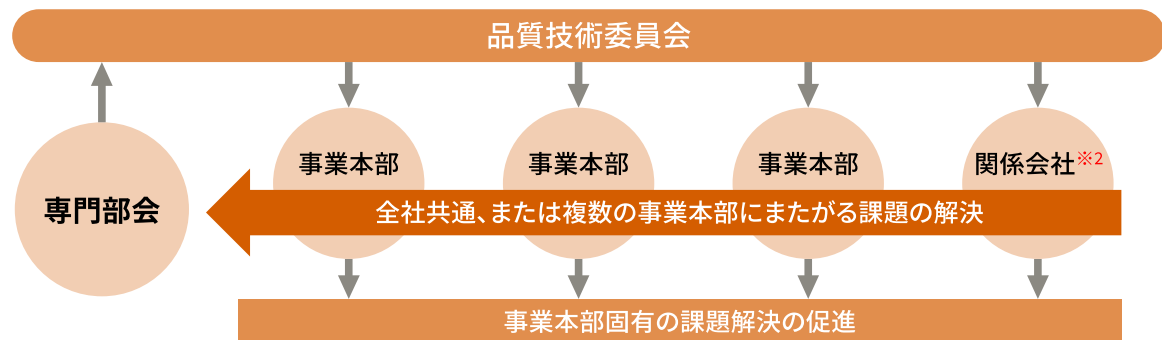 品質技術委員会
事業本部
事業本部
事業本部
関係会社※2
専門部会
全社共通、または複数の事業本部にまたがる課題の解決
事業本部固有の課題解決の促進